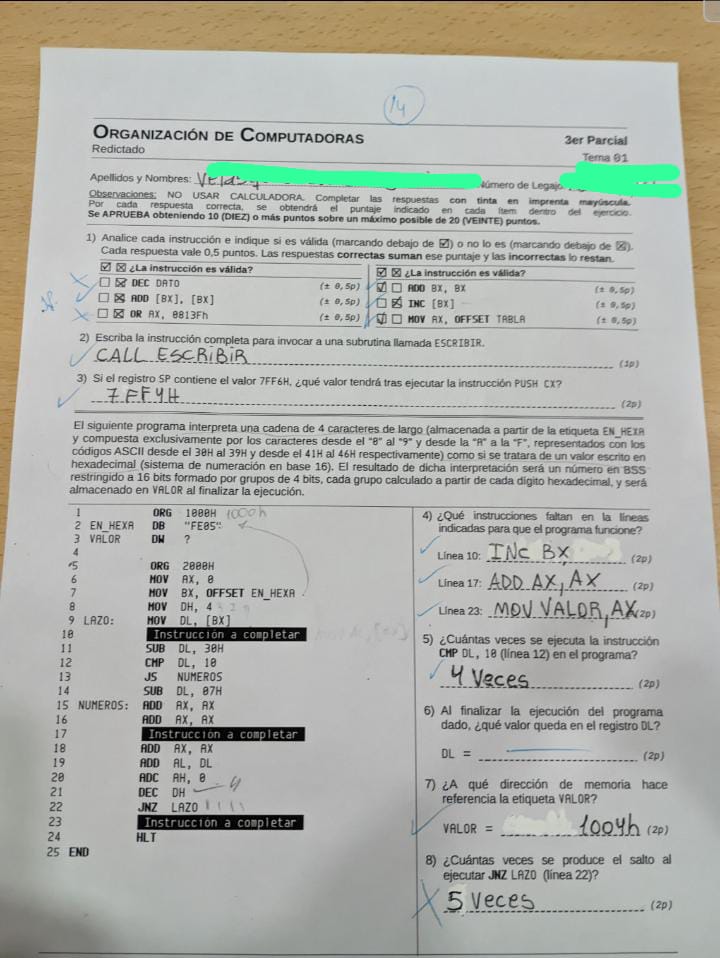 14
ORGANIZACIÓN DE COMPUTADORAS
3er Parcial
Redictado
Tema 01
Apellidos y Nombres: Número de Legajo
Observaciones: NO USAR CALCULADORA. Completar las respuestas con tinta en imprenta mayúscula.
Por cada respuesta correcta, se obtendrá el puntaje indicado en cada ítem dentro del ejercicio.
Se APRUEBA obteniendo 10 (DIEZ) o más puntos sobre un máximo posible de 20 (VEINTE) puntos.
1) Analice cada instrucción e indique si es válida (marcando debajo de ☑) o no lo es (marcando debajo de ☒).
Cada respuesta vale 0,5 puntos. Las respuestas correctas suman ese puntaje y las incorrectas lo restan.
☑ ☒ ¿La instrucción es válida?
☐ ☒ DEC DATO (± 0,5p)
☐ ☒ ADD [BX], [BX] (± 0,5p)
☐ ☒ OR AX, 0813Fh (± 0,5p)
☑ ☒ ¿La instrucción es válida?
☑ ☐ ADD BX, BX (± 0,5p)
☐ ☒ INC [BX] (± 0,5p)
☑ ☐ MOV AX, OFFSET TABLA (± 0,5p)
2) Escriba la instrucción completa para invocar a una subrutina llamada ESCRIBIR.
CALL ESCRIBIR (1p)
3) Si el registro SP contiene el valor 7FF6H, ¿qué valor tendrá tras ejecutar la instrucción PUSH CX?
7FF4H (2p)
El siguiente programa interpreta una cadena de 4 caracteres de largo (almacenada a partir de la etiqueta EN_HEXA
y compuesta exclusivamente por los caracteres desde el "0" al "9" y desde la "A" a la "F", representados con los
códigos ASCII desde el 30H al 39H y desde el 41H al 46H respectivamente) como si se tratara de un valor escrito en
hexadecimal (sistema de numeración en base 16). El resultado de dicha interpretación será un número en BSS
restringido a 16 bits formado por grupos de 4 bits, cada grupo calculado a partir de cada dígito hexadecimal, y será
almacenado en VALOR al finalizar la ejecución.
1 ORG 1000H 1000h
2 EN_HEXA DB "FE05"
3 VALOR DW ?
4
5 ORG 2000H
6 MOV AX, 0
7 MOV BX, OFFSET EN_HEXA
8 MOV DH, 4
9 LAZO: MOV DL, [BX]
10 Instrucción a completar
11 SUB DL, 30H
12 CMP DL, 10
13 JS NUMEROS
14 SUB DL, 07H
15 NUMEROS: ADD AX, AX
16 ADD AX, AX
17 Instrucción a completar
18 ADD AX, AX
19 ADD AL, DL
20 ADC AH, 0
21 DEC DH
22 JNZ LAZO
23 Instrucción a completar
24 HLT
25 END
4) ¿Qué instrucciones faltan en la líneas
indicadas para que el programa funcione?
Línea 10: INC BX (2p)
Línea 17: ADD AX, AX (2p)
Línea 23: MOV VALOR, AX (2p)
5) ¿Cuántas veces se ejecuta la instrucción
CMP DL, 10 (línea 12) en el programa?
4 Veces (2p)
6) Al finalizar la ejecución del programa
dado, ¿qué valor queda en el registro DL?
DL = (2p)
7) ¿A qué dirección de memoria hace
referencia la etiqueta VALOR?
VALOR = 1004h (2p)
8) ¿Cuántas veces se produce el salto al
ejecutar JNZ LAZO (línea 22)?
5 Veces (2p)